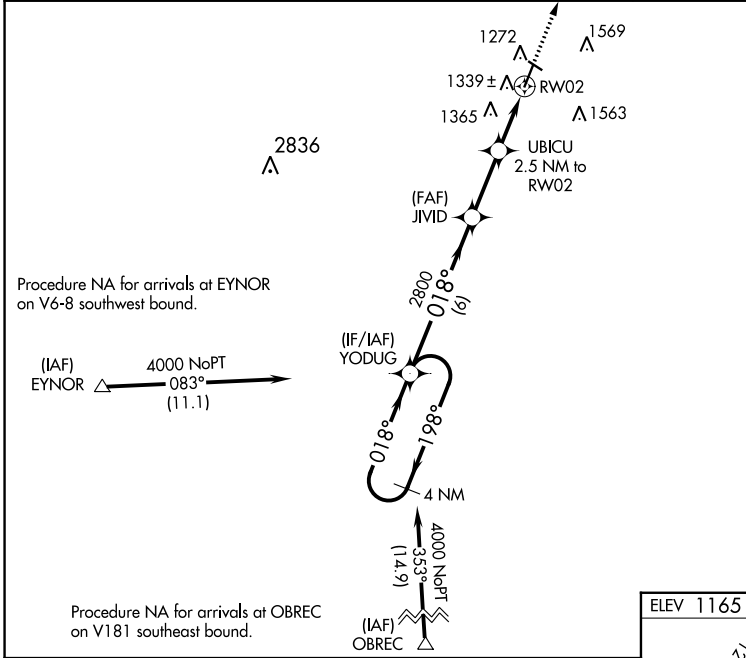 1272
1569
1339 ±
RW02
1365
1563
2836
UBICU
2.5 NM to
RW02
(FAF)
JIVID
Procedure NA for arrivals at EYNOR
on V6-8 southwest bound.
2800
018°
(6)
(IF/IAF)
YODUG
(IAF)
EYNOR
4000 NoPT
083°
(11.1)
018°
198°
4 NM
4000 NoPT
353°
(14.9)
Procedure NA for arrivals at OBREC
on V181 southeast bound.
(IAF)
OBREC
ELEV 1165